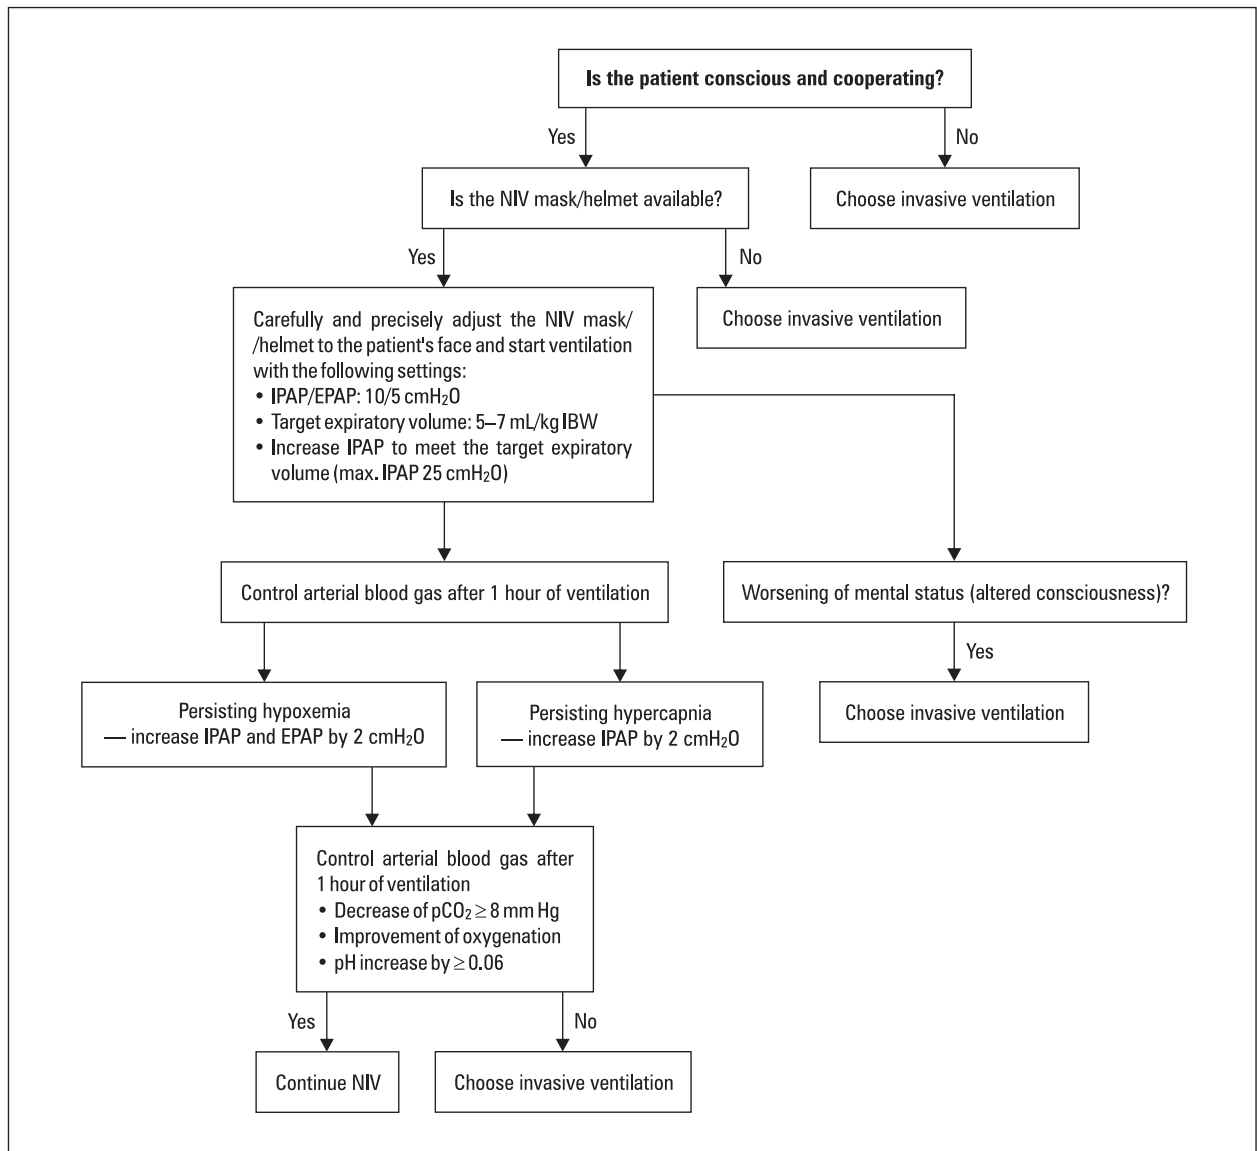 Is the patient conscious and cooperating?
Yes
No
Is the NIV mask/helmet available?
Choose invasive ventilation
Yes
No
Carefully and precisely adjust the NIV mask/
/helmet to the patient's face and start ventilation
with the following settings:
• IPAP/EPAP: 10/5 cmH₂O
• Target expiratory volume: 5–7 mL/kg IBW
• Increase IPAP to meet the target expiratory
volume (max. IPAP 25 cmH₂O)
Choose invasive ventilation
Control arterial blood gas after 1 hour of ventilation
Worsening of mental status (altered consciousness)?
Yes
Persisting hypoxemia
— increase IPAP and EPAP by 2 cmH₂O
Persisting hypercapnia
— increase IPAP by 2 cmH₂O
Choose invasive ventilation
Control arterial blood gas after
1 hour of ventilation
• Decrease of pCO₂ ≥ 8 mm Hg
• Improvement of oxygenation
• pH increase by ≥ 0.06
Yes
No
Continue NIV
Choose invasive ventilation